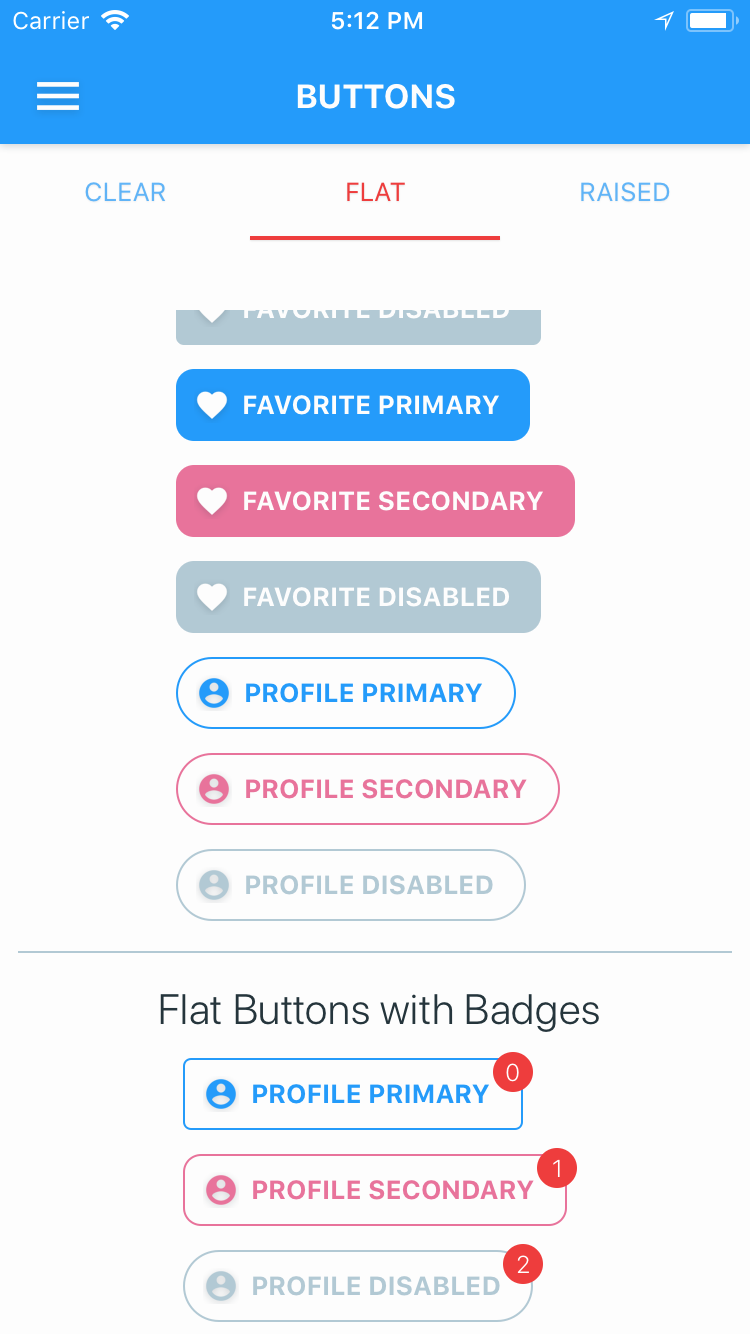 Carrier 5:12 PM
BUTTONS
CLEAR FLAT RAISED
FAVORITE DISABLED
FAVORITE PRIMARY
FAVORITE SECONDARY
FAVORITE DISABLED
PROFILE PRIMARY
PROFILE SECONDARY
PROFILE DISABLED
Flat Buttons with Badges
PROFILE PRIMARY 0
PROFILE SECONDARY 1
PROFILE DISABLED 2